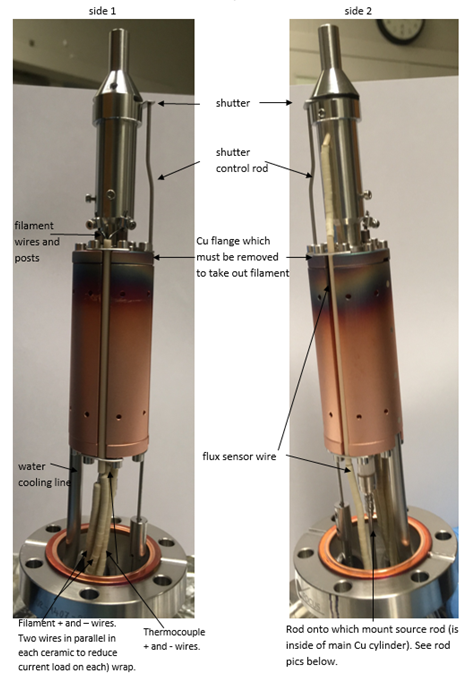 side 1
side 2
shutter
shutter
control rod
filament
wires and
posts
Cu flange which
must be removed
to take out filament
flux sensor wire
water
cooling line
Filament + and – wires.
Two wires in parallel in
each ceramic to reduce
current load on each) wrap.
Thermocouple
+ and - wires.
Rod onto which mount source rod (is
inside of main Cu cylinder). See rod
pics below.